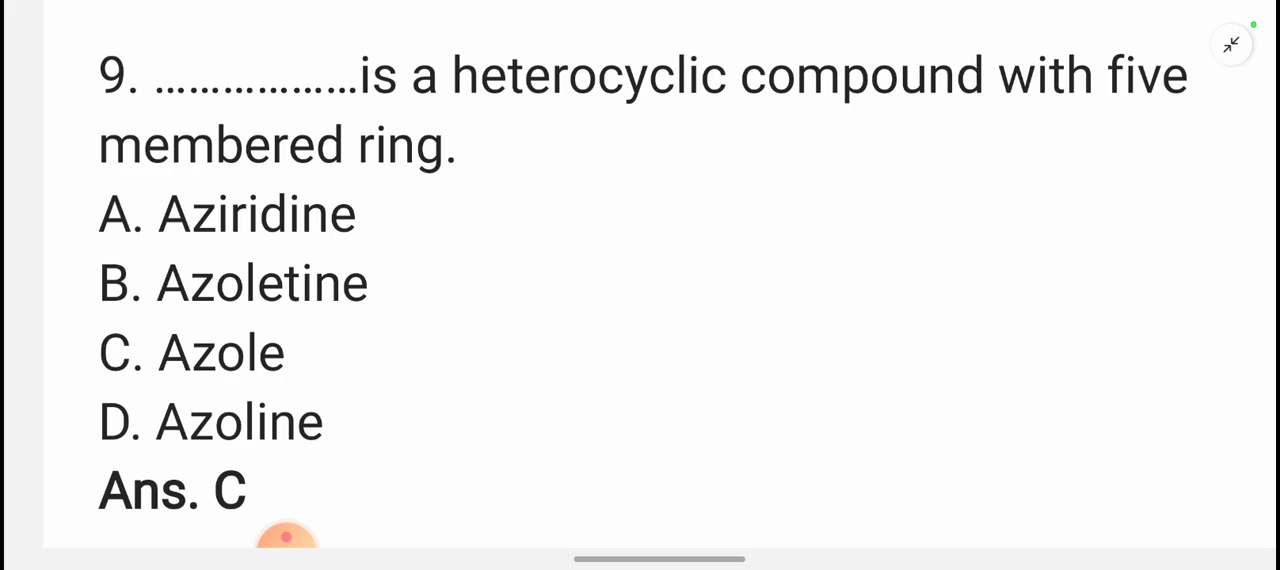 9. ..................is a heterocyclic compound with five
membered ring.
A. Aziridine
B. Azoletine
C. Azole
D. Azoline
Ans. C